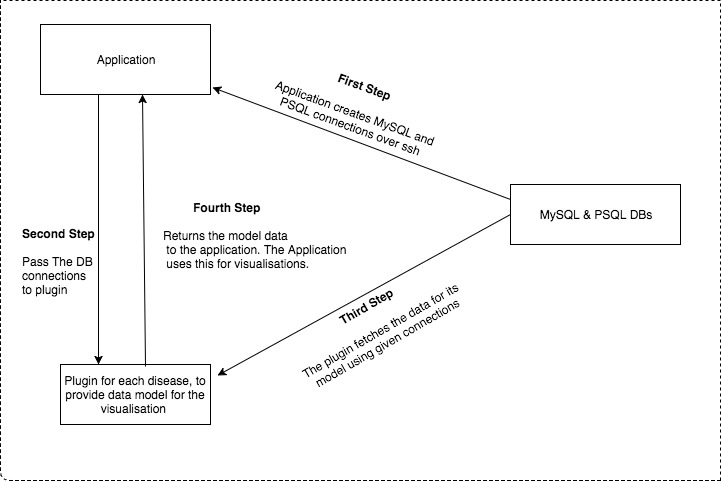 Application
First Step
Application creates MySQL and
PSQL connections over ssh
MySQL & PSQL DBs
Fourth Step
Returns the model data
to the application. The Application
uses this for visualisations.
Second Step
Pass The DB
connections
to plugin
Third Step
The plugin fetches the data for its
model using given connections
Plugin for each disease, to
provide data model for the
visualisation